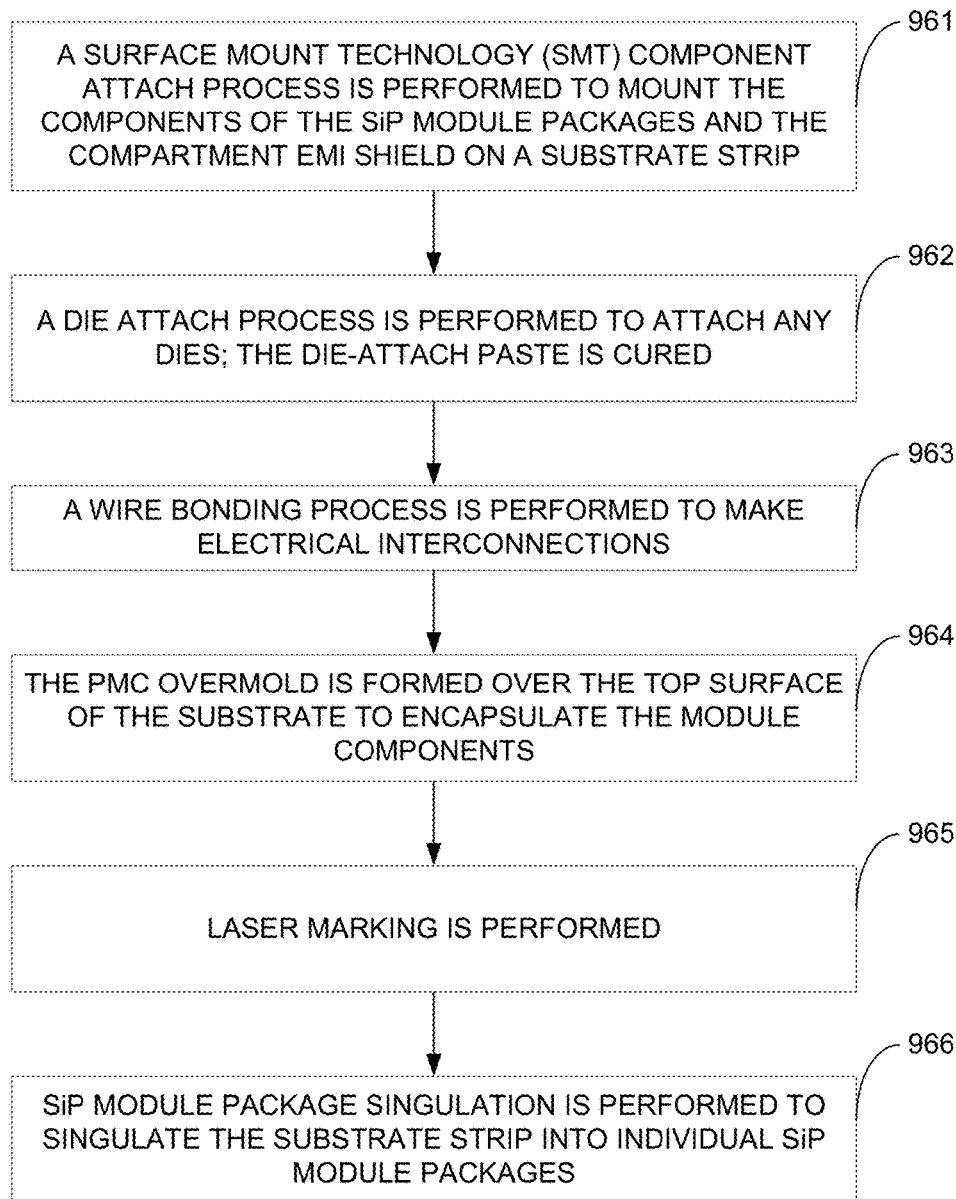 961
A SURFACE MOUNT TECHNOLOGY (SMT) COMPONENT
ATTACH PROCESS IS PERFORMED TO MOUNT THE
COMPONENTS OF THE SiP MODULE PACKAGES AND THE
COMPARTMENT EMI SHIELD ON A SUBSTRATE STRIP
962
A DIE ATTACH PROCESS IS PERFORMED TO ATTACH ANY
DIES; THE DIE-ATTACH PASTE IS CURED
963
A WIRE BONDING PROCESS IS PERFORMED TO MAKE
ELECTRICAL INTERCONNECTIONS
964
THE PMC OVERMOLD IS FORMED OVER THE TOP SURFACE
OF THE SUBSTRATE TO ENCAPSULATE THE MODULE
COMPONENTS
965
LASER MARKING IS PERFORMED
966
SiP MODULE PACKAGE SINGULATION IS PERFORMED TO
SINGULATE THE SUBSTRATE STRIP INTO INDIVIDUAL SiP
MODULE PACKAGES